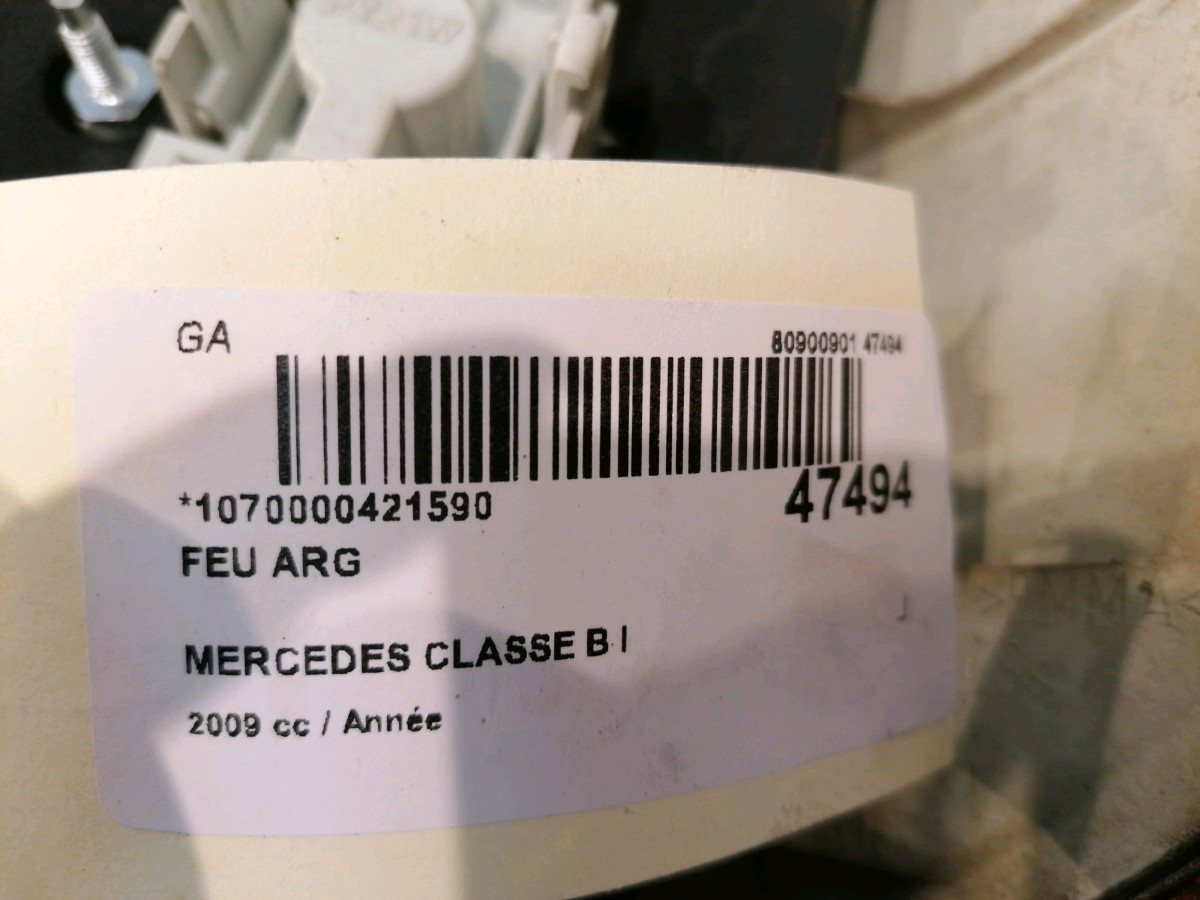 GA
80900901 47494
*1070000421590
47494
FEU ARG
MERCEDES CLASSE B I
2009 cc / Année